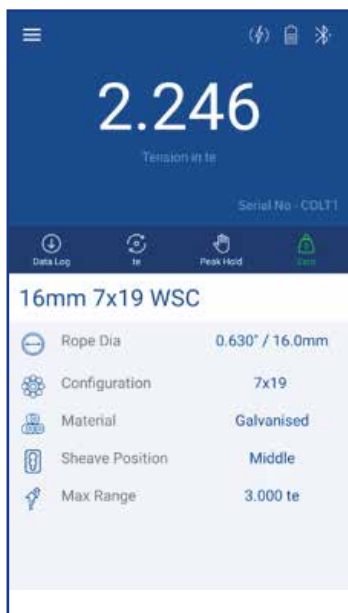 2.246
Tension in te
Serial No - CDLT1
Data Log te Peak Hold Zero
16mm 7x19 WSC
Rope Dia 0.630" / 16.0mm
Configuration 7x19
Material Galvanised
Sheave Position Middle
Max Range 3.000 te